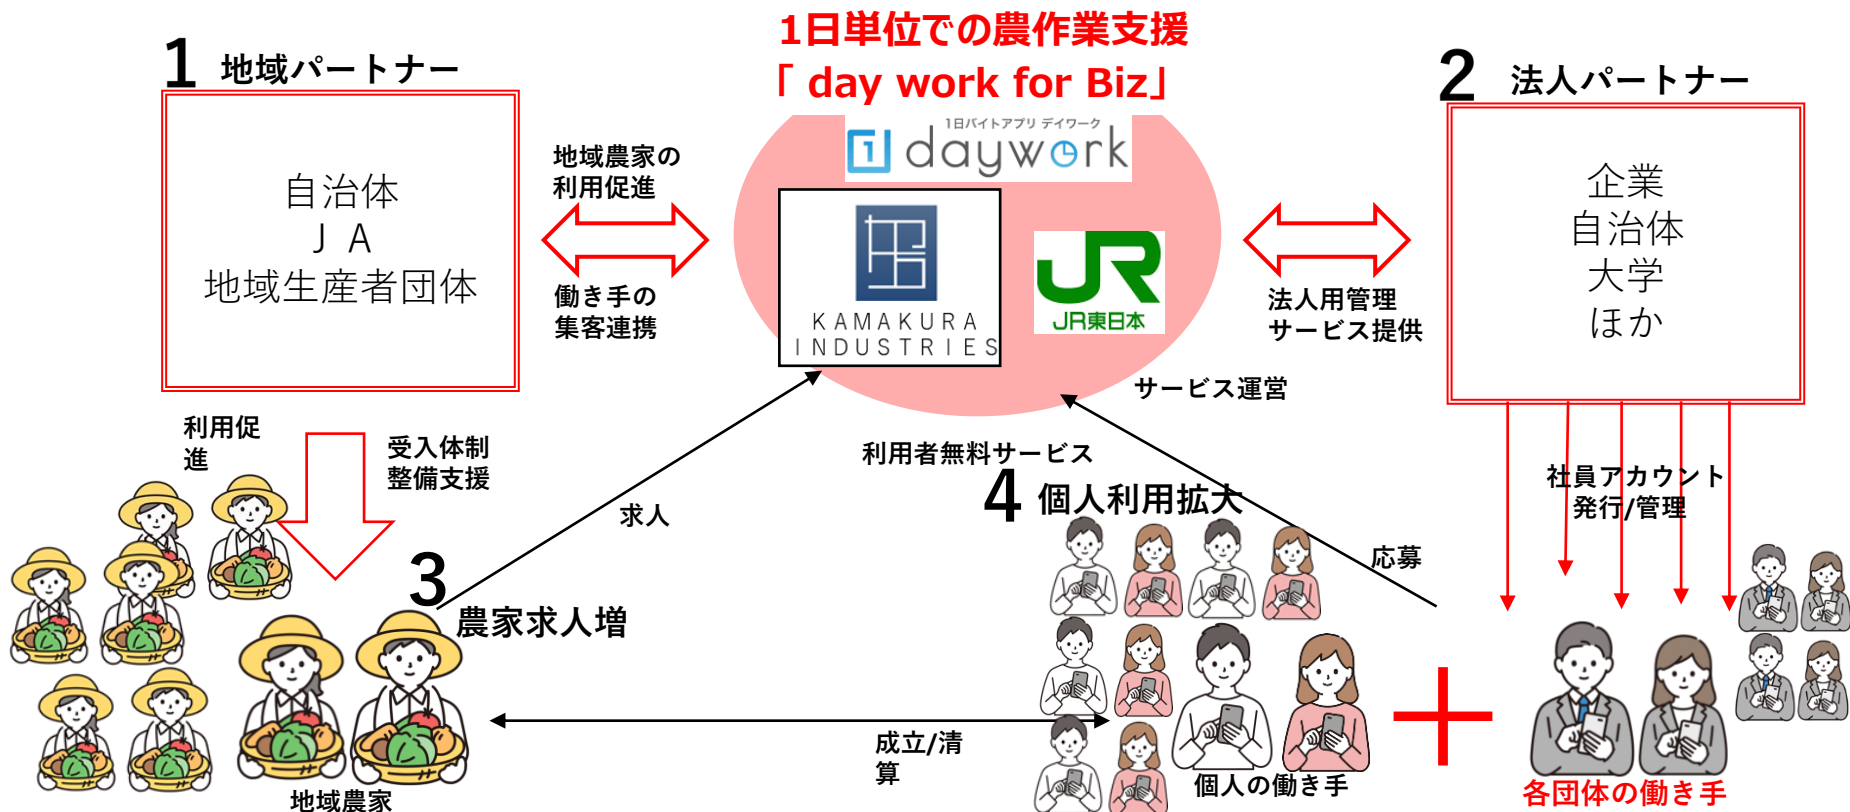 1日単位での農作業支援
「 day work for Biz」
1 地域パートナー
自治体
ＪＡ
地域生産者団体
地域農家の
利用促進
働き手の
集客連携
1日バイトアプリ デイワーク
1 daywork
KAMAKURA
INDUSTRIES
JR
JR東日本
サービス運営
2 法人パートナー
企業
自治体
大学
ほか
法人用管理
サービス提供
利用促
進
受入体制
整備支援
求人
利用者無料サービス
4 個人利用拡大
応募
社員アカウント
発行/管理
3
農家求人増
成立/清
算
地域農家
個人の働き手
各団体の働き手